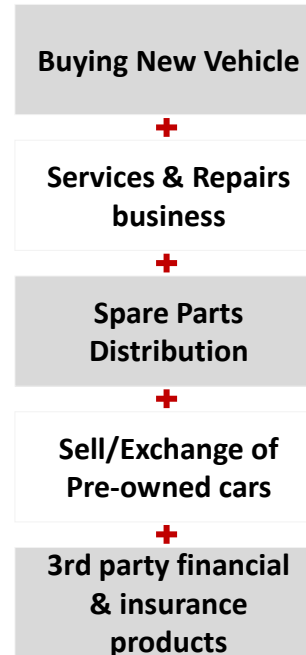 Buying New Vehicle
+
Services & Repairs
business
+
Spare Parts
Distribution
+
Sell/Exchange of
Pre-owned cars
+
3rd party financial
& insurance
products